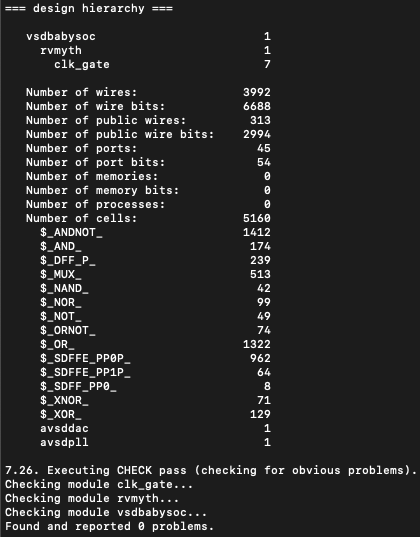 === design hierarchy ===
vsdbabysoc 1
rvmyth 1
clk_gate 7
Number of wires: 3992
Number of wire bits: 6688
Number of public wires: 313
Number of public wire bits: 2994
Number of ports: 45
Number of port bits: 54
Number of memories: 0
Number of memory bits: 0
Number of processes: 0
Number of cells: 5160
$_ANDNOT_ 1412
$_AND_ 174
$_DFF_P_ 239
$_MUX_ 513
$_NAND_ 42
$_NOR_ 99
$_NOT_ 49
$_ORNOT_ 74
$_OR_ 1322
$_SDFFE_PP0P_ 962
$_SDFFE_PP1P_ 64
$_SDFF_PP0_ 8
$_XNOR_ 71
$_XOR_ 129
avsddac 1
avsdpll 1
7.26. Executing CHECK pass (checking for obvious problems).
Checking module clk_gate...
Checking module rvmyth...
Checking module vsdbabysoc...
Found and reported 0 problems.